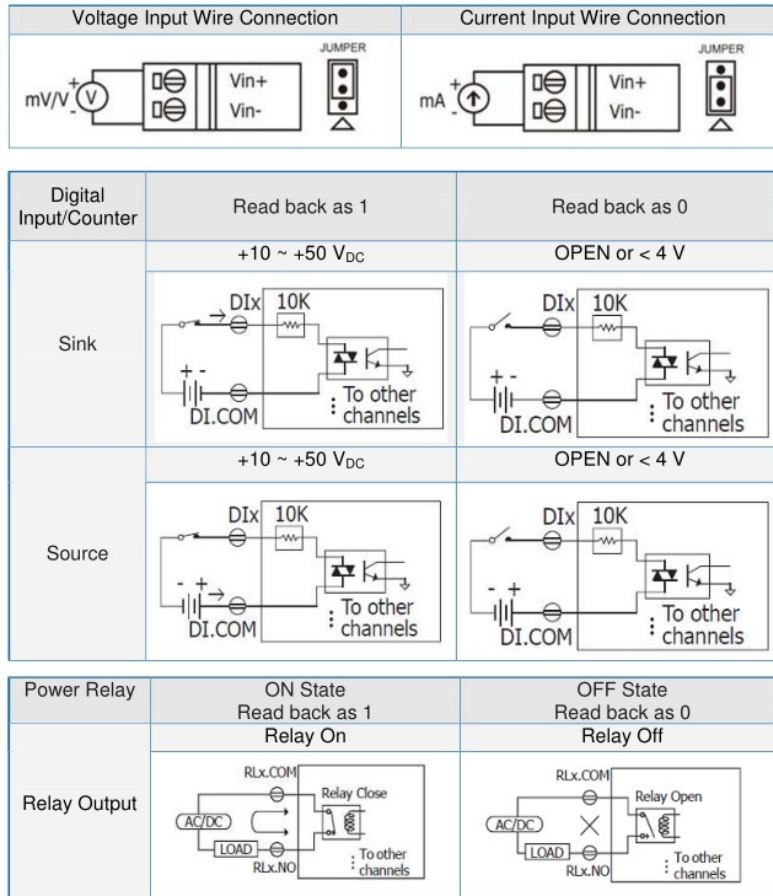 Voltage Input Wire Connection
Current Input Wire Connection
JUMPER
+
mV/V
V
-
Vin+
Vin-
JUMPER
+
mA
-
Vin+
Vin-
Digital
Input/Counter
Read back as 1
Read back as 0
Sink
+10 ~ +50 VDC
OPEN or < 4 V
DIx 10K
+ -
DI.COM
To other
channels
DIx 10K
+ -
DI.COM
To other
channels
Source
+10 ~ +50 VDC
OPEN or < 4 V
DIx 10K
- +
DI.COM
To other
channels
DIx 10K
- +
DI.COM
To other
channels
Power Relay
ON State
Read back as 1
OFF State
Read back as 0
Relay Output
Relay On
Relay Off
RLx.COM
Relay Close
AC/DC
LOAD
RLx.NO
To other
channels
RLx.COM
Relay Open
AC/DC
LOAD
RLx.NO
To other
channels